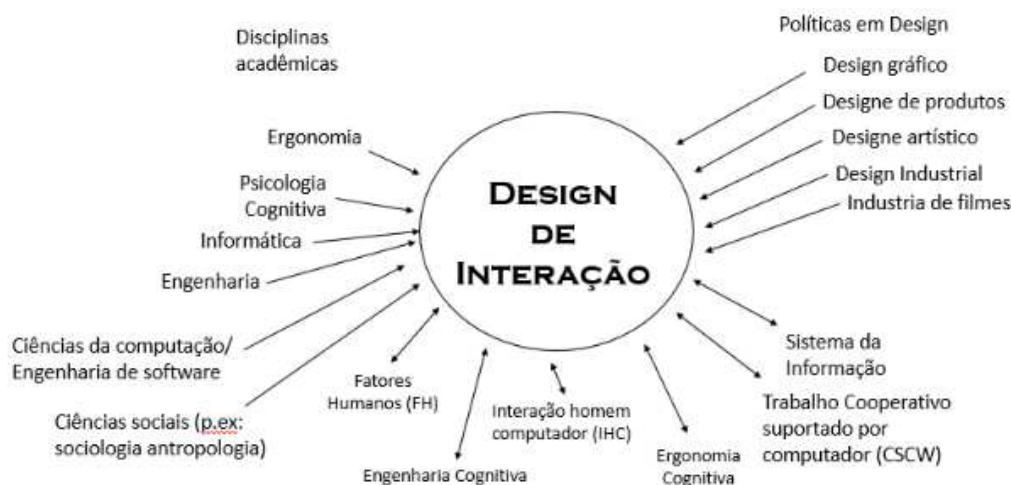 Disciplinas
acadêmicas
Ergonomia
Psicologia
Cognitiva
Informática
Engenharia
Ciências da computação/
Engenharia de software
Ciências sociais (p.ex:
sociologia antropologia)
DESIGN
DE
INTERAÇÃO
Políticas em Design
Design gráfico
Designe de produtos
Designe artístico
Design Industrial
Industria de filmes
Fatores
Humanos (FH)
Engenharia Cognitiva
Interação homem
computador (IHC)
Ergonomia
Cognitiva
Sistema da
Informação
Trabalho Cooperativo
suportado por
computador (CSCW)